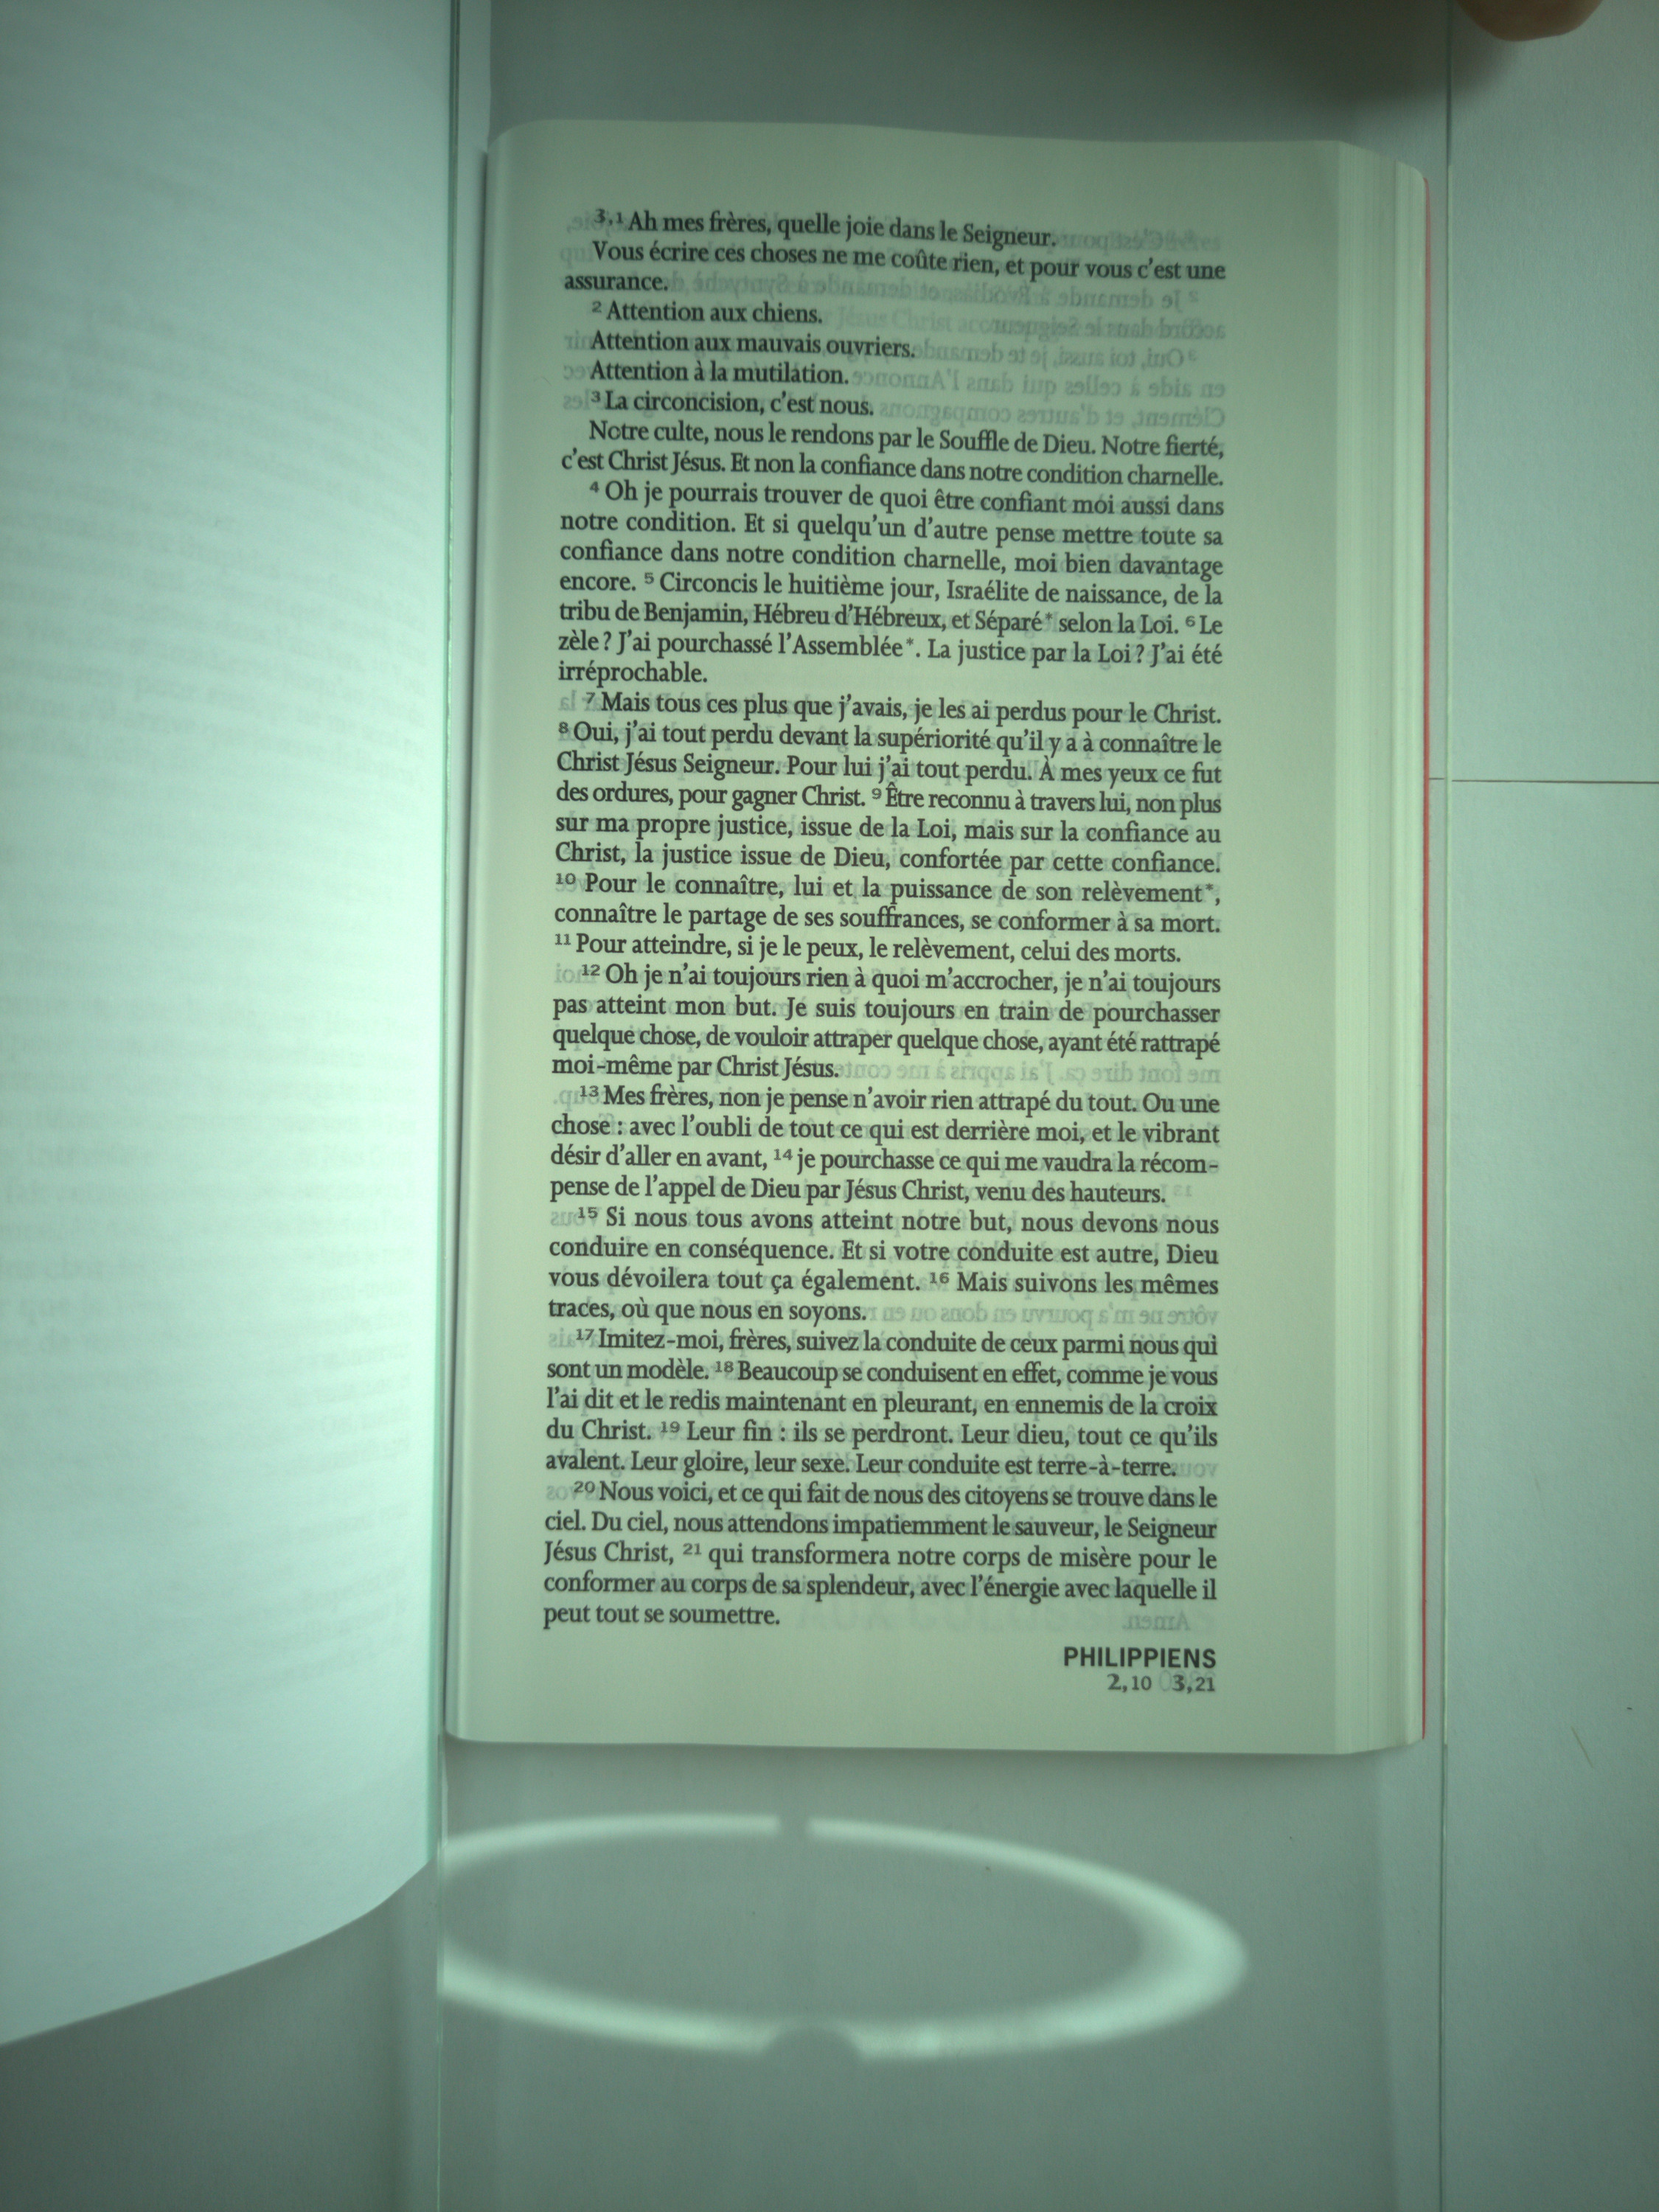 3,1 Ah mes frères, quelle joie dans le Seigneur.
Vous écrire ces choses ne me coûte rien, et pour vous c'est une
assurance.
2 Attention aux chiens.
Attention aux mauvais ouvriers.
Attention à la mutilation.
3 La circoncision, c'est nous.
Notre culte, nous le rendons par le Souffle de Dieu. Notre fierté,
c'est Christ Jésus. Et non la confiance dans notre condition charnelle.
4 Oh je pourrais trouver de quoi être confiant moi aussi dans
notre condition. Et si quelqu'un d'autre pense mettre toute sa
confiance dans notre condition charnelle, moi bien davantage
encore. 5 Circoncis le huitième jour, Israélite de naissance, de la
tribu de Benjamin, Hébreu d'Hébreux, et Séparé* selon la Loi. 6 Le
zèle ? J'ai pourchassé l'Assemblée*. La justice par la Loi ? J'ai été
irréprochable.
7 Mais tous ces plus que j'avais, je les ai perdus pour le Christ.
8 Oui, j'ai tout perdu devant la supériorité qu'il y a à connaître le
Christ Jésus Seigneur. Pour lui j'ai tout perdu. À mes yeux ce fut
des ordures, pour gagner Christ. 9 Être reconnu à travers lui, non plus
sur ma propre justice, issue de la Loi, mais sur la confiance au
Christ, la justice issue de Dieu, confortée par cette confiance.
10 Pour le connaître, lui et la puissance de son relèvement*,
connaître le partage de ses souffrances, se conformer à sa mort.
11 Pour atteindre, si je le peux, le relèvement, celui des morts.
12 Oh je n'ai toujours rien à quoi m'accrocher, je n'ai toujours
pas atteint mon but. Je suis toujours en train de pourchasser
quelque chose, de vouloir attraper quelque chose, ayant été rattrapé
moi-même par Christ Jésus.
13 Mes frères, non je pense n'avoir rien attrapé du tout. Ou une
chose : avec l'oubli de tout ce qui est derrière moi, et le vibrant
désir d'aller en avant, 14 je pourchasse ce qui me vaudra la récom-
pense de l'appel de Dieu par Jésus Christ, venu des hauteurs.
15 Si nous tous avons atteint notre but, nous devons nous
conduire en conséquence. Et si votre conduite est autre, Dieu
vous dévoilera tout ça également. 16 Mais suivons les mêmes
traces, où que nous en soyons.
17 Imitez-moi, frères, suivez la conduite de ceux parmi nous qui
sont un modèle. 18 Beaucoup se conduisent en effet, comme je vous
l'ai dit et le redis maintenant en pleurant, en ennemis de la croix
du Christ. 19 Leur fin : ils se perdront. Leur dieu, tout ce qu'ils
avalent. Leur gloire, leur sexe. Leur conduite est terre-à-terre.
20 Nous voici, et ce qui fait de nous des citoyens se trouve dans le
ciel. Du ciel, nous attendons impatiemment le sauveur, le Seigneur
Jésus Christ, 21 qui transformera notre corps de misère pour le
conformer au corps de sa splendeur, avec l'énergie avec laquelle il
peut tout se soumettre.
PHILIPPIENS
2,10 3,21